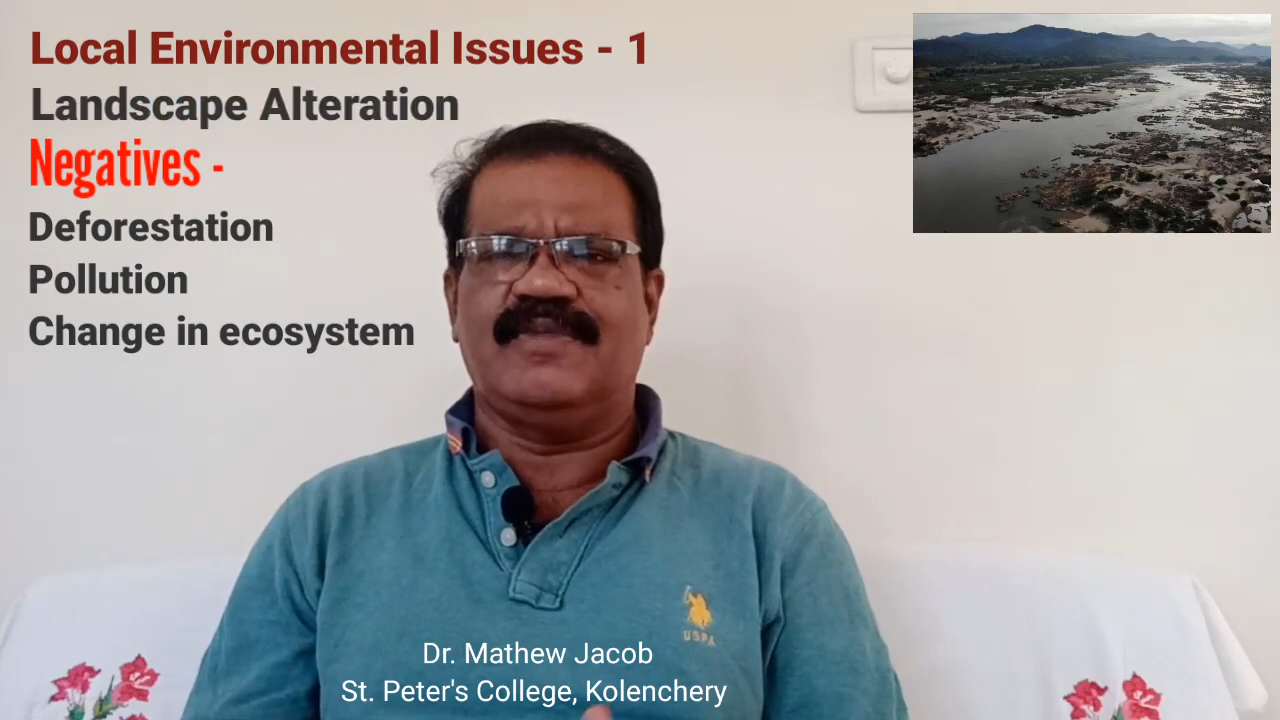 Local Environmental Issues - 1
Landscape Alteration
Negatives -
Deforestation
Pollution
Change in ecosystem
USPA
Dr. Mathew Jacob
St. Peter's College, Kolenchery